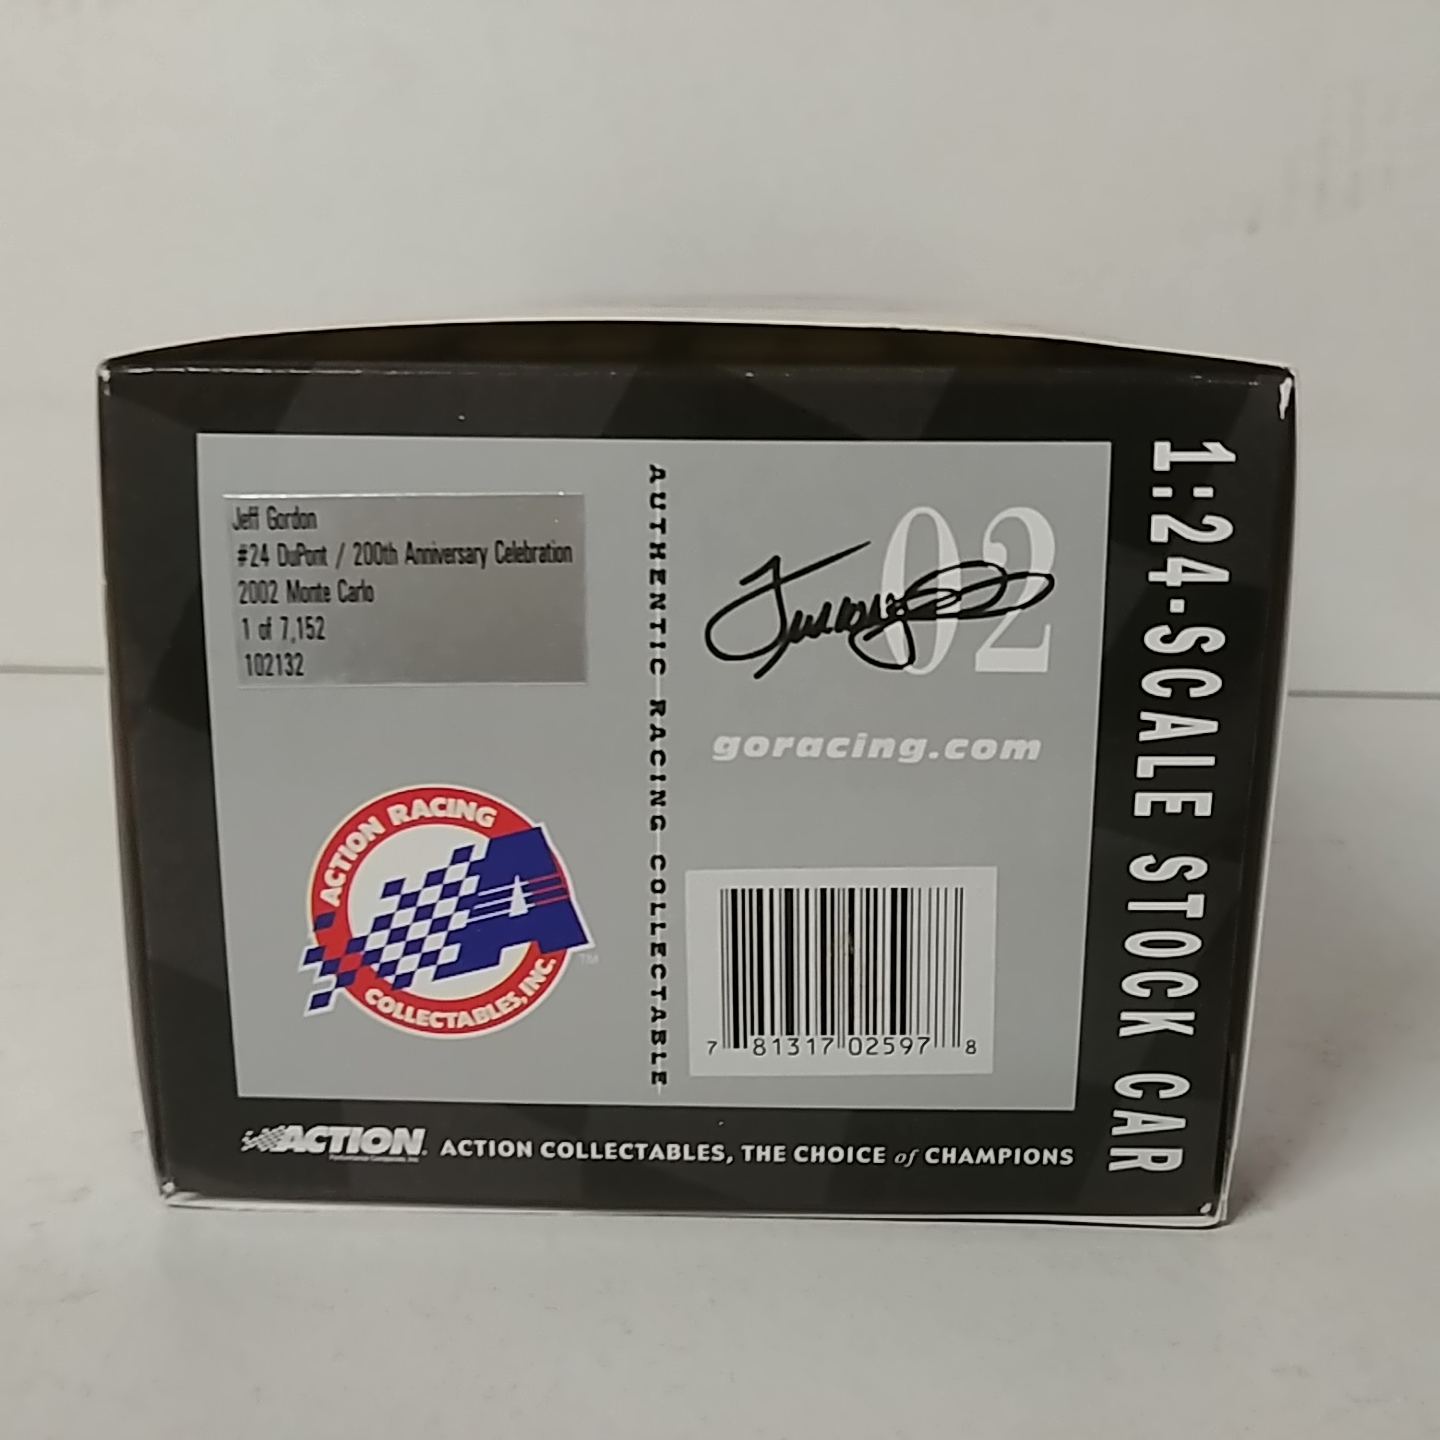 Jeff Gordon
#24 DuPont / 200th Anniversary Celebration
2002 Monte Carlo
1 of 7,152
102132
ACTION RACING
COLLECTABLES, INC.
TM
AUTHENTIC RACING COLLECTABLE
02
goracing.com
7 81317 02597 8
1:24-SCALE STOCK CAR
ACTION
ACTION COLLECTABLES, THE CHOICE of CHAMPIONS